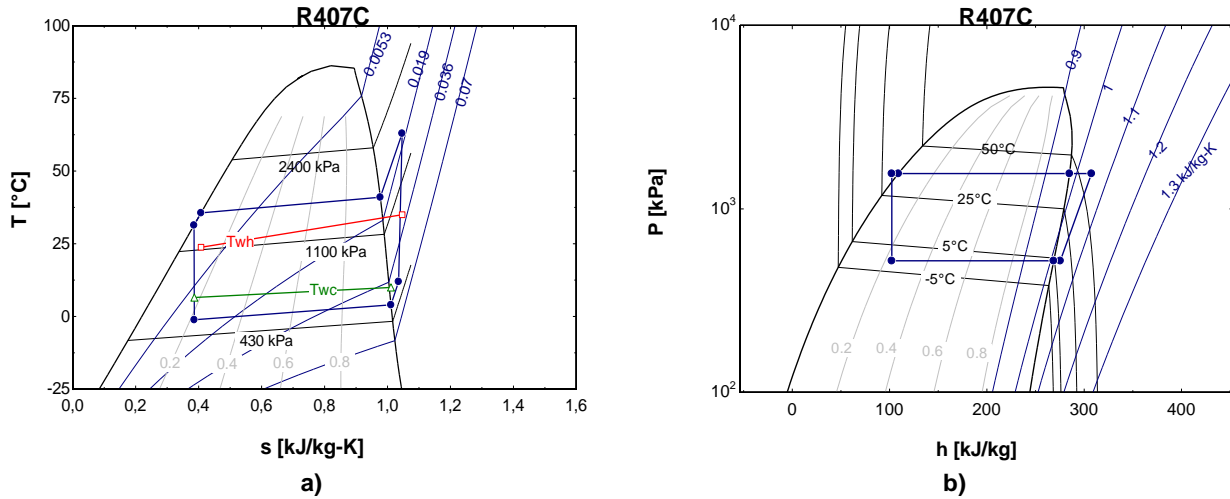 R407C
100
75
50
25
0
-25
T [°C]
0,0
0,2
0,4
0,6
0,8
1,0
1,2
1,4
1,6
s [kJ/kg-K]
0.0053
0.019
0.036
0.07
2400 kPa
1100 kPa
430 kPa
Twh
Twc
0.2
0.4
0.6
0.8
a)
R407C
10⁴
10³
10²
P [kPa]
0
100
200
300
400
h [kJ/kg]
0.9
1
1.1
1.2
1.3 kJ/kg-K
50°C
25°C
5°C
-5°C
0.2
0.4
0.6
0.8
b)